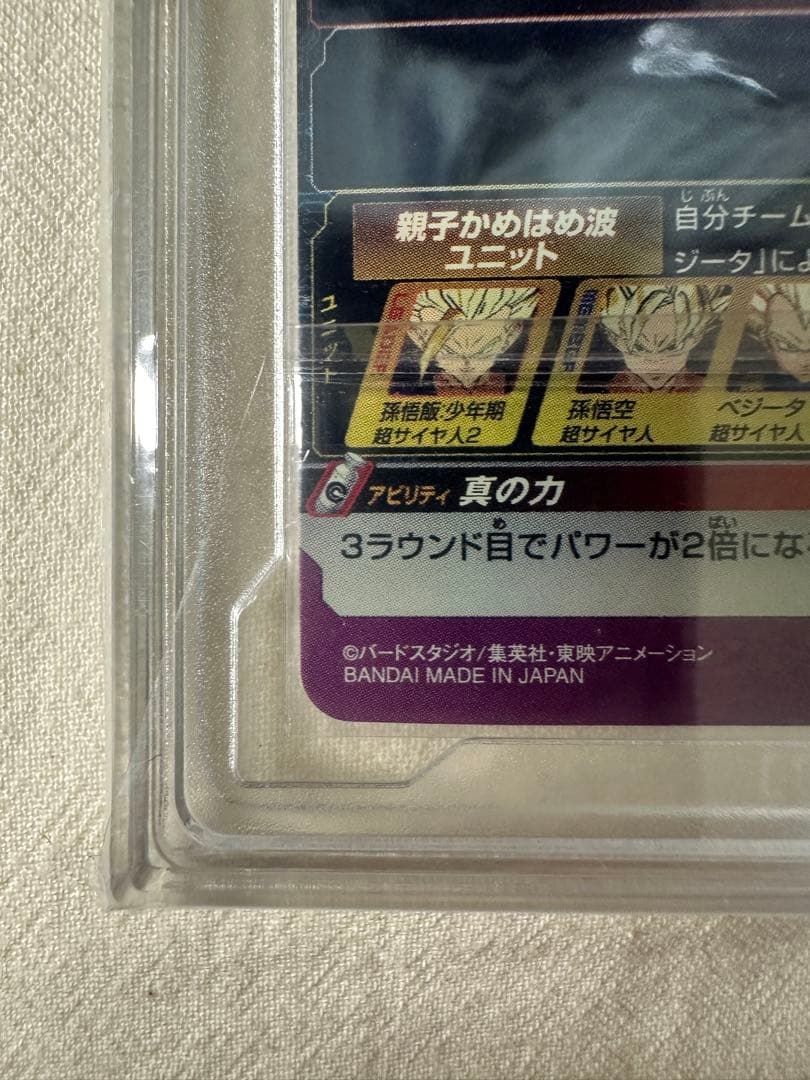 自分チーム
じぶん
親子かめはめ波
ユニット
ジータ」によ
ユニット
孫悟飯:少年期
超サイヤ人2
孫悟空
超サイヤ人
ベジータ
超サイヤ人
アビリティ 真の力
め ばい
3ラウンド目でパワーが2倍にな
©バードスタジオ/集英社・東映アニメーション
BANDAI MADE IN JAPAN